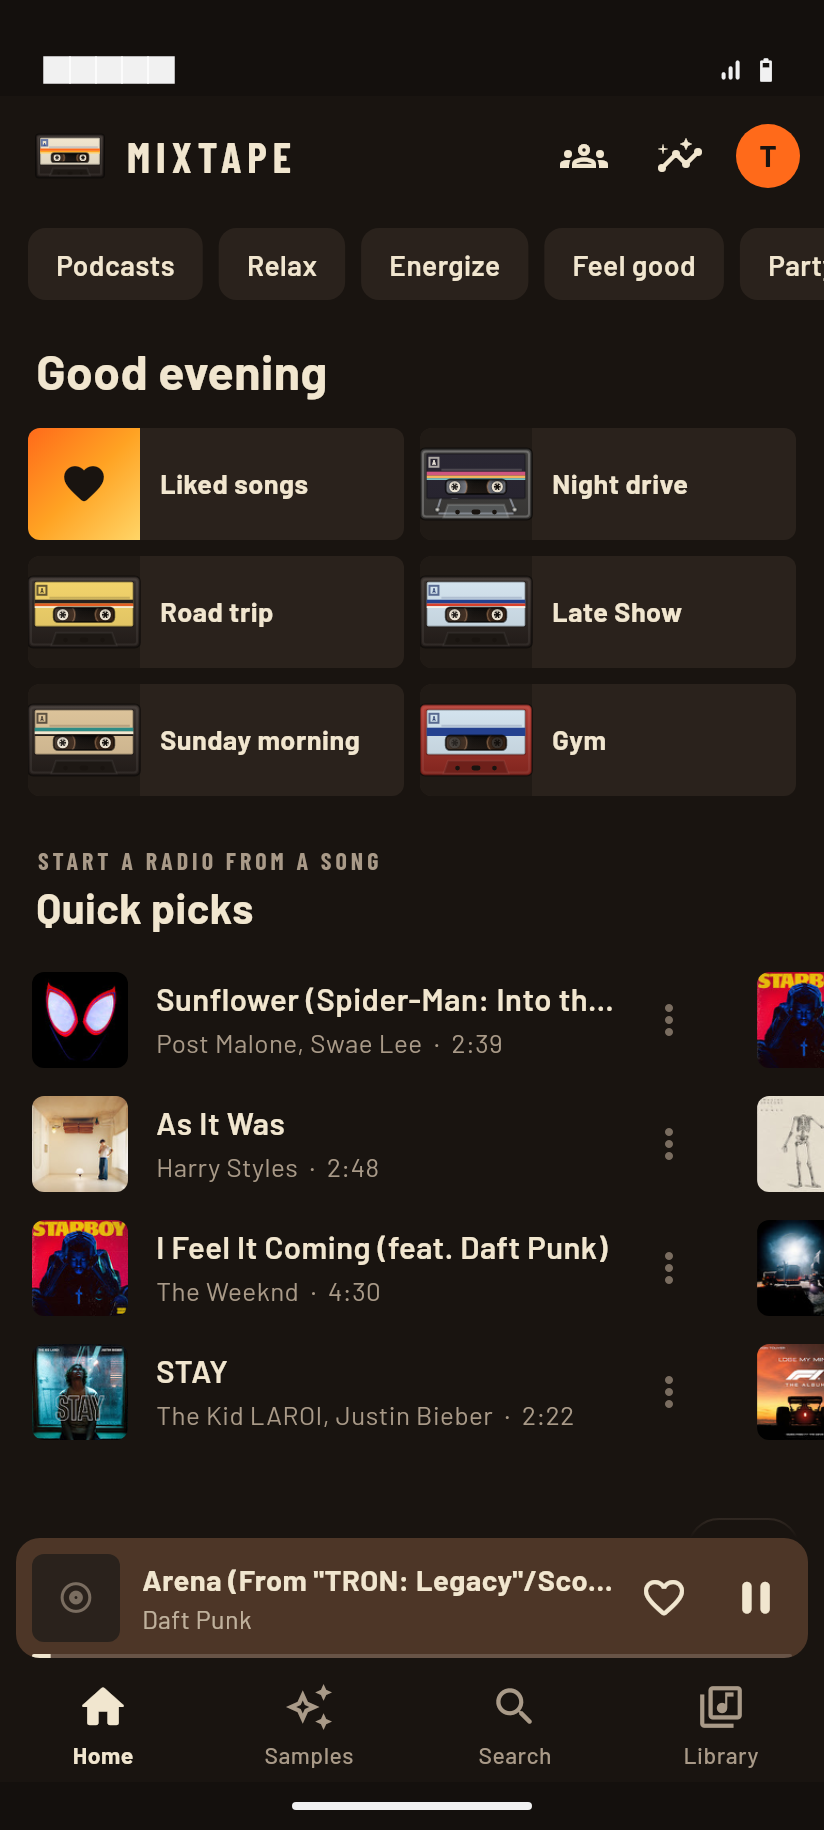 MIXTAPE
T
Podcasts
Relax
Energize
Feel good
Party
Good evening
Liked songs
Night drive
Road trip
Late Show
Sunday morning
Gym
START A RADIO FROM A SONG
Quick picks
Sunflower (Spider-Man: Into th...
Post Malone, Swae Lee · 2:39
As It Was
Harry Styles · 2:48
STARBOY
I Feel It Coming (feat. Daft Punk)
The Weeknd · 4:30
STAY
STAY
The Kid LAROI, Justin Bieber · 2:22
Arena (From "TRON: Legacy"/Sco...
Daft Punk
Home
Samples
Search
Library